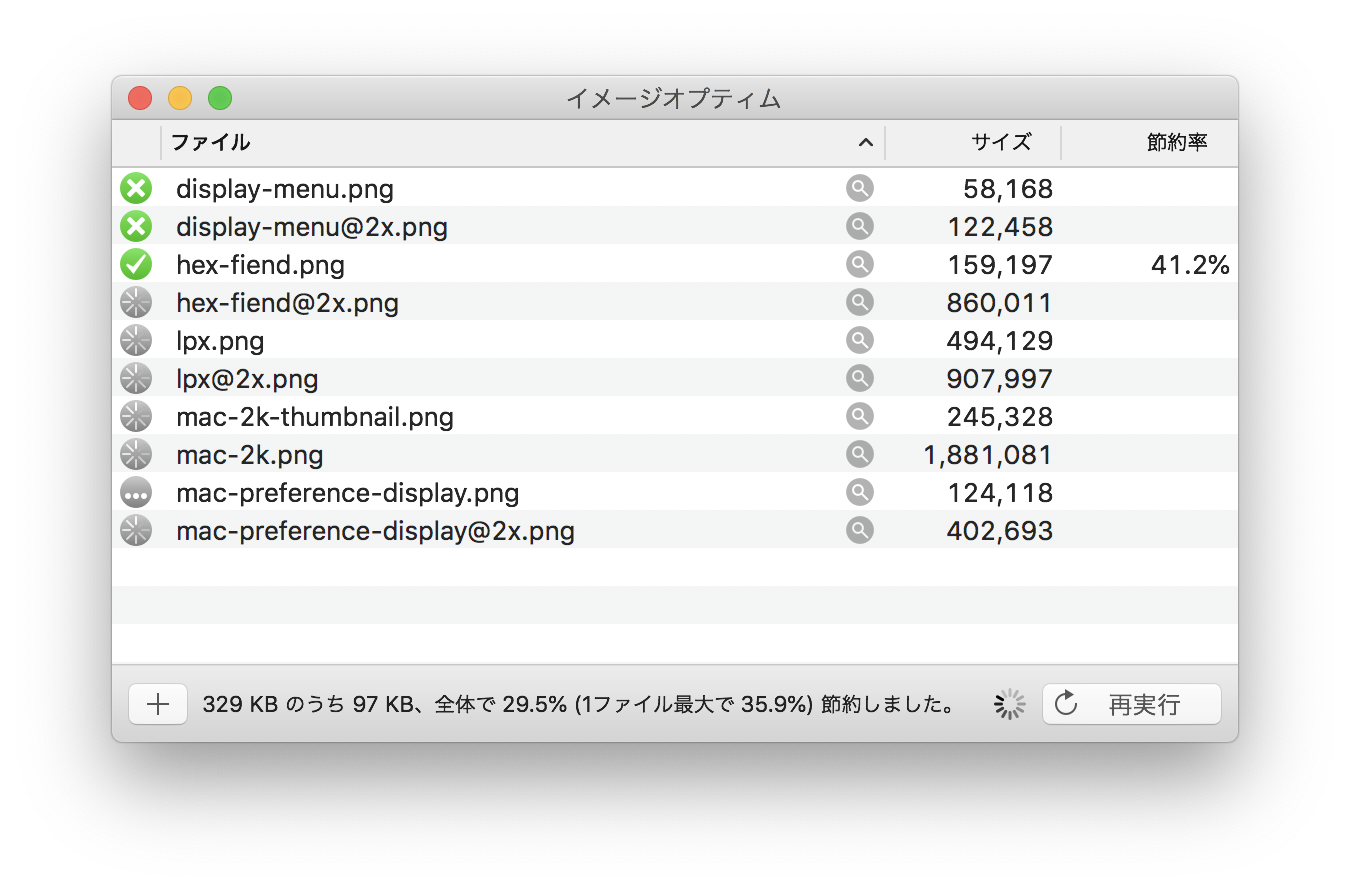 イメージオプティム
ファイル サイズ 節約率
display-menu.png 58,168
display-menu@2x.png 122,458
hex-fiend.png 159,197 41.2%
hex-fiend@2x.png 860,011
lpx.png 494,129
lpx@2x.png 907,997
mac-2k-thumbnail.png 245,328
mac-2k.png 1,881,081
mac-preference-display.png 124,118
mac-preference-display@2x.png 402,693
329 KB のうち 97 KB、全体で 29.5% (1ファイル最大で 35.9%) 節約しました。 再実行